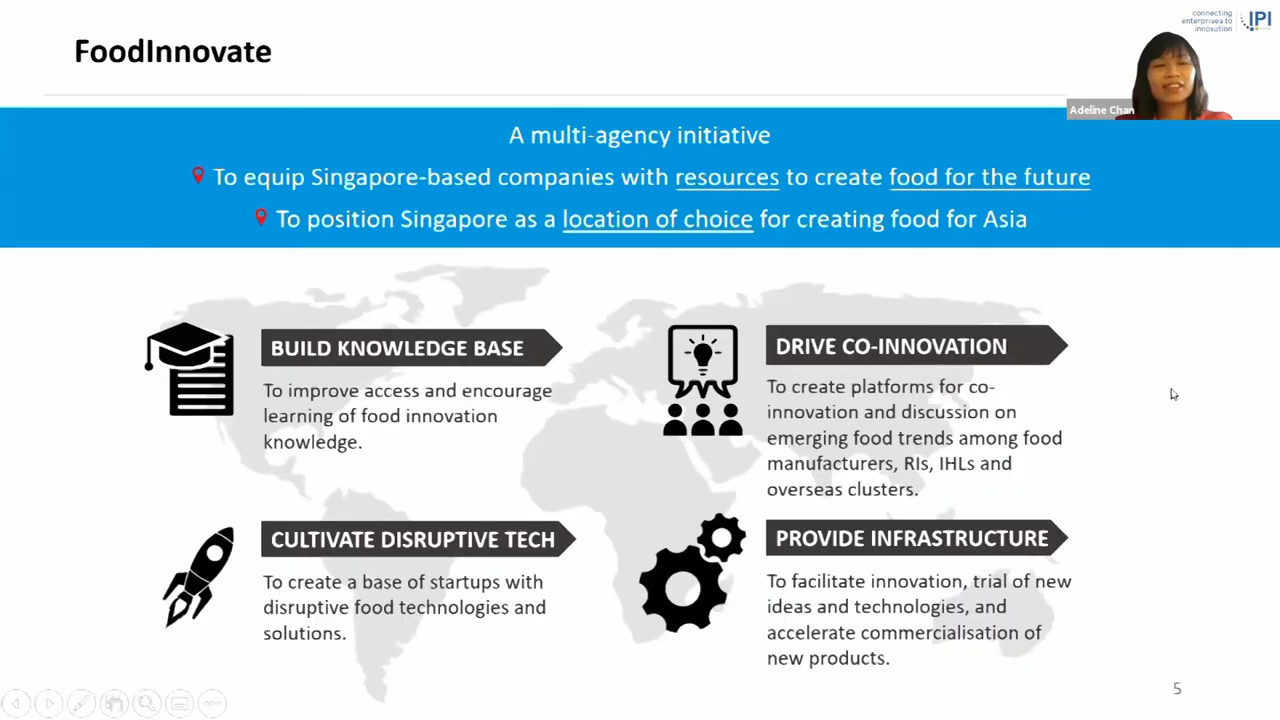 FoodInnovate
connecting
enterprises to
innovation
IPI
Adeline Chan
A multi-agency initiative
To equip Singapore-based companies with resources to create food for the future
To position Singapore as a location of choice for creating food for Asia
BUILD KNOWLEDGE BASE
To improve access and encourage
learning of food innovation
knowledge.
DRIVE CO-INNOVATION
To create platforms for co-
innovation and discussion on
emerging food trends among food
manufacturers, RIs, IHLs and
overseas clusters.
CULTIVATE DISRUPTIVE TECH
To create a base of startups with
disruptive food technologies and
solutions.
PROVIDE INFRASTRUCTURE
To facilitate innovation, trial of new
ideas and technologies, and
accelerate commercialisation of
new products.
5